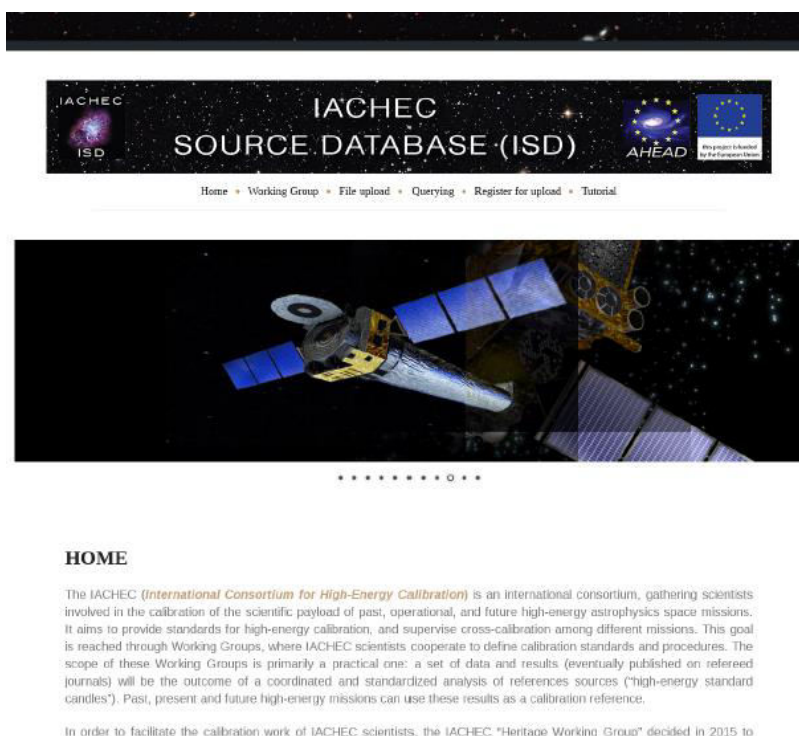 IACHEC
ISD
IACHEC
SOURCE DATABASE (ISD)
AHEAD
this project is funded
by the European Union
Home • Working Group • File upload • Querying • Register for upload • Tutorial
HOME
The IACHEC (International Consortium for High-Energy Calibration) is an international consortium, gathering scientists
involved in the calibration of the scientific payload of past, operational, and future high-energy astrophysics space missions.
It aims to provide standards for high-energy calibration, and supervise cross-calibration among different missions. This goal
is reached through Working Groups, where IACHEC scientists cooperate to define calibration standards and procedures. The
scope of these Working Groups is primarily a practical one: a set of data and results (eventually published on refereed
journals) will be the outcome of a coordinated and standardized analysis of references sources ("high-energy standard
candles"). Past, present and future high-energy missions can use these results as a calibration reference.
In order to facilitate the calibration work of IACHEC scientists, the IACHEC "Heritage Working Group" decided in 2015 to